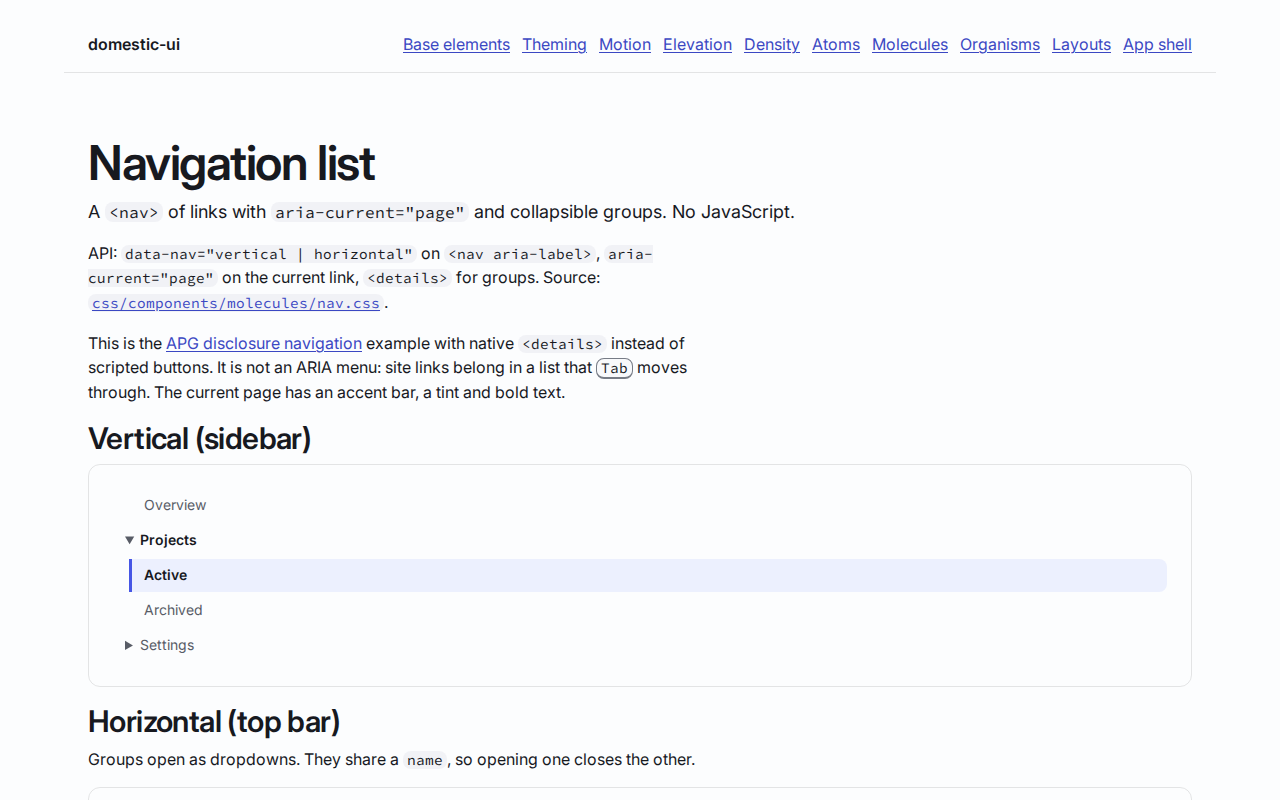 domestic-ui
Base elements Theming Motion Elevation Density Atoms Molecules Organisms Layouts App shell
Navigation list
A <nav> of links with aria-current="page" and collapsible groups. No JavaScript.
API: data-nav="vertical | horizontal" on <nav aria-label>, aria-
current="page" on the current link, <details> for groups. Source:
css/components/molecules/nav.css.
This is the APG disclosure navigation example with native <details> instead of
scripted buttons. It is not an ARIA menu: site links belong in a list that Tab moves
through. The current page has an accent bar, a tint and bold text.
Vertical (sidebar)
Overview
Projects
Active
Archived
Settings
Horizontal (top bar)
Groups open as dropdowns. They share a name, so opening one closes the other.